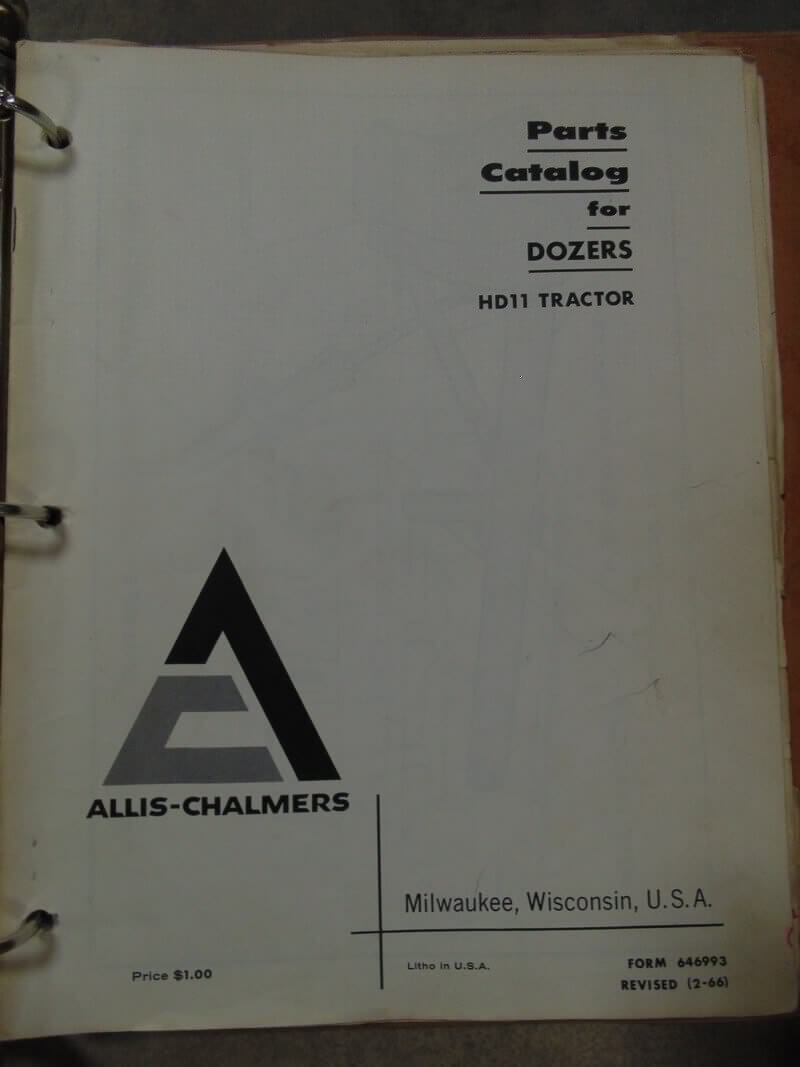 Parts
Catalog
for
DOZERS
HD11 TRACTOR
ALLIS-CHALMERS
Milwaukee, Wisconsin, U.S.A.
Price $1.00
Litho in U.S.A.
FORM 646993
REVISED (2-66)